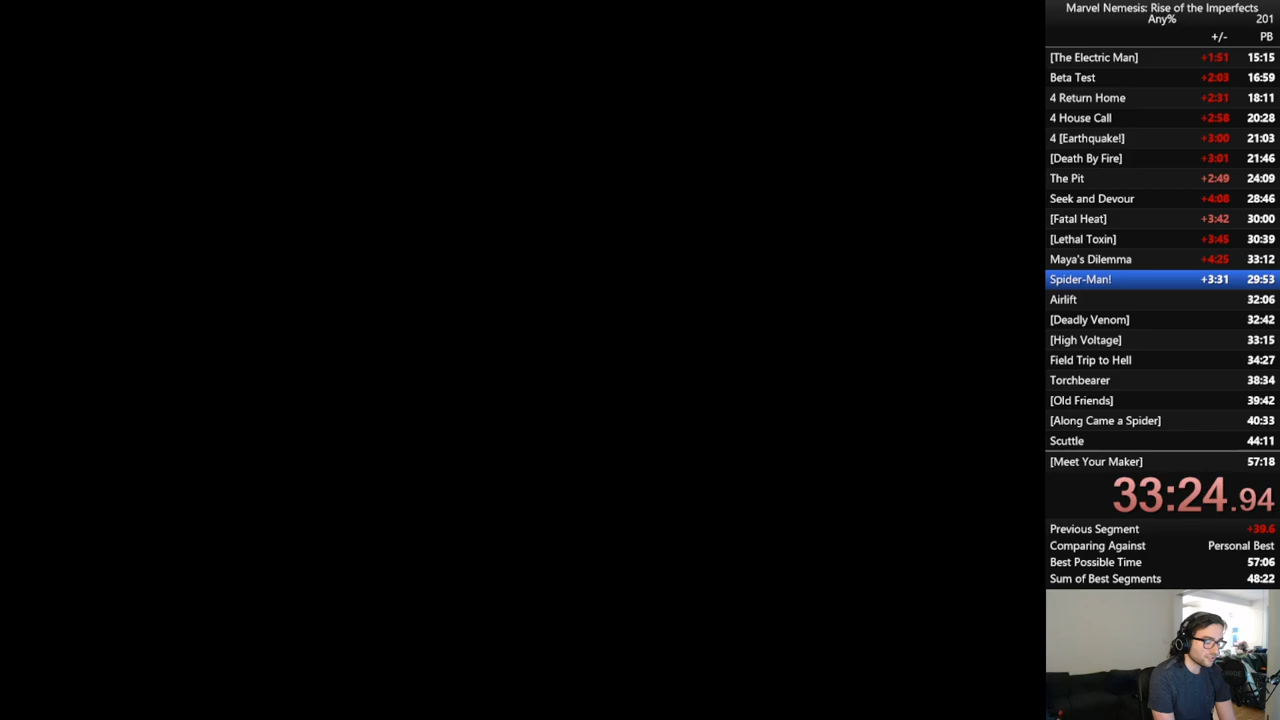 Marvel Nemesis: Rise of the Imperfects
Any% 201
+/- PB
[The Electric Man] +1:51 15:15
Beta Test +2:03 16:59
4 Return Home +2:31 18:11
4 House Call +2:58 20:28
4 [Earthquake!] +3:00 21:03
[Death By Fire] +3:01 21:46
The Pit +2:49 24:09
Seek and Devour +4:08 28:46
[Fatal Heat] +3:42 30:00
[Lethal Toxin] +3:45 30:39
Maya's Dilemma +4:25 33:12
Spider-Man! +3:31 29:53
Airlift 32:06
[Deadly Venom] 32:42
[High Voltage] 33:15
Field Trip to Hell 34:27
Torchbearer 38:34
[Old Friends] 39:42
[Along Came a Spider] 40:33
Scuttle 44:11
[Meet Your Maker] 57:18
33:24.94
Previous Segment +39.6
Comparing Against Personal Best
Best Possible Time 57:06
Sum of Best Segments 48:22